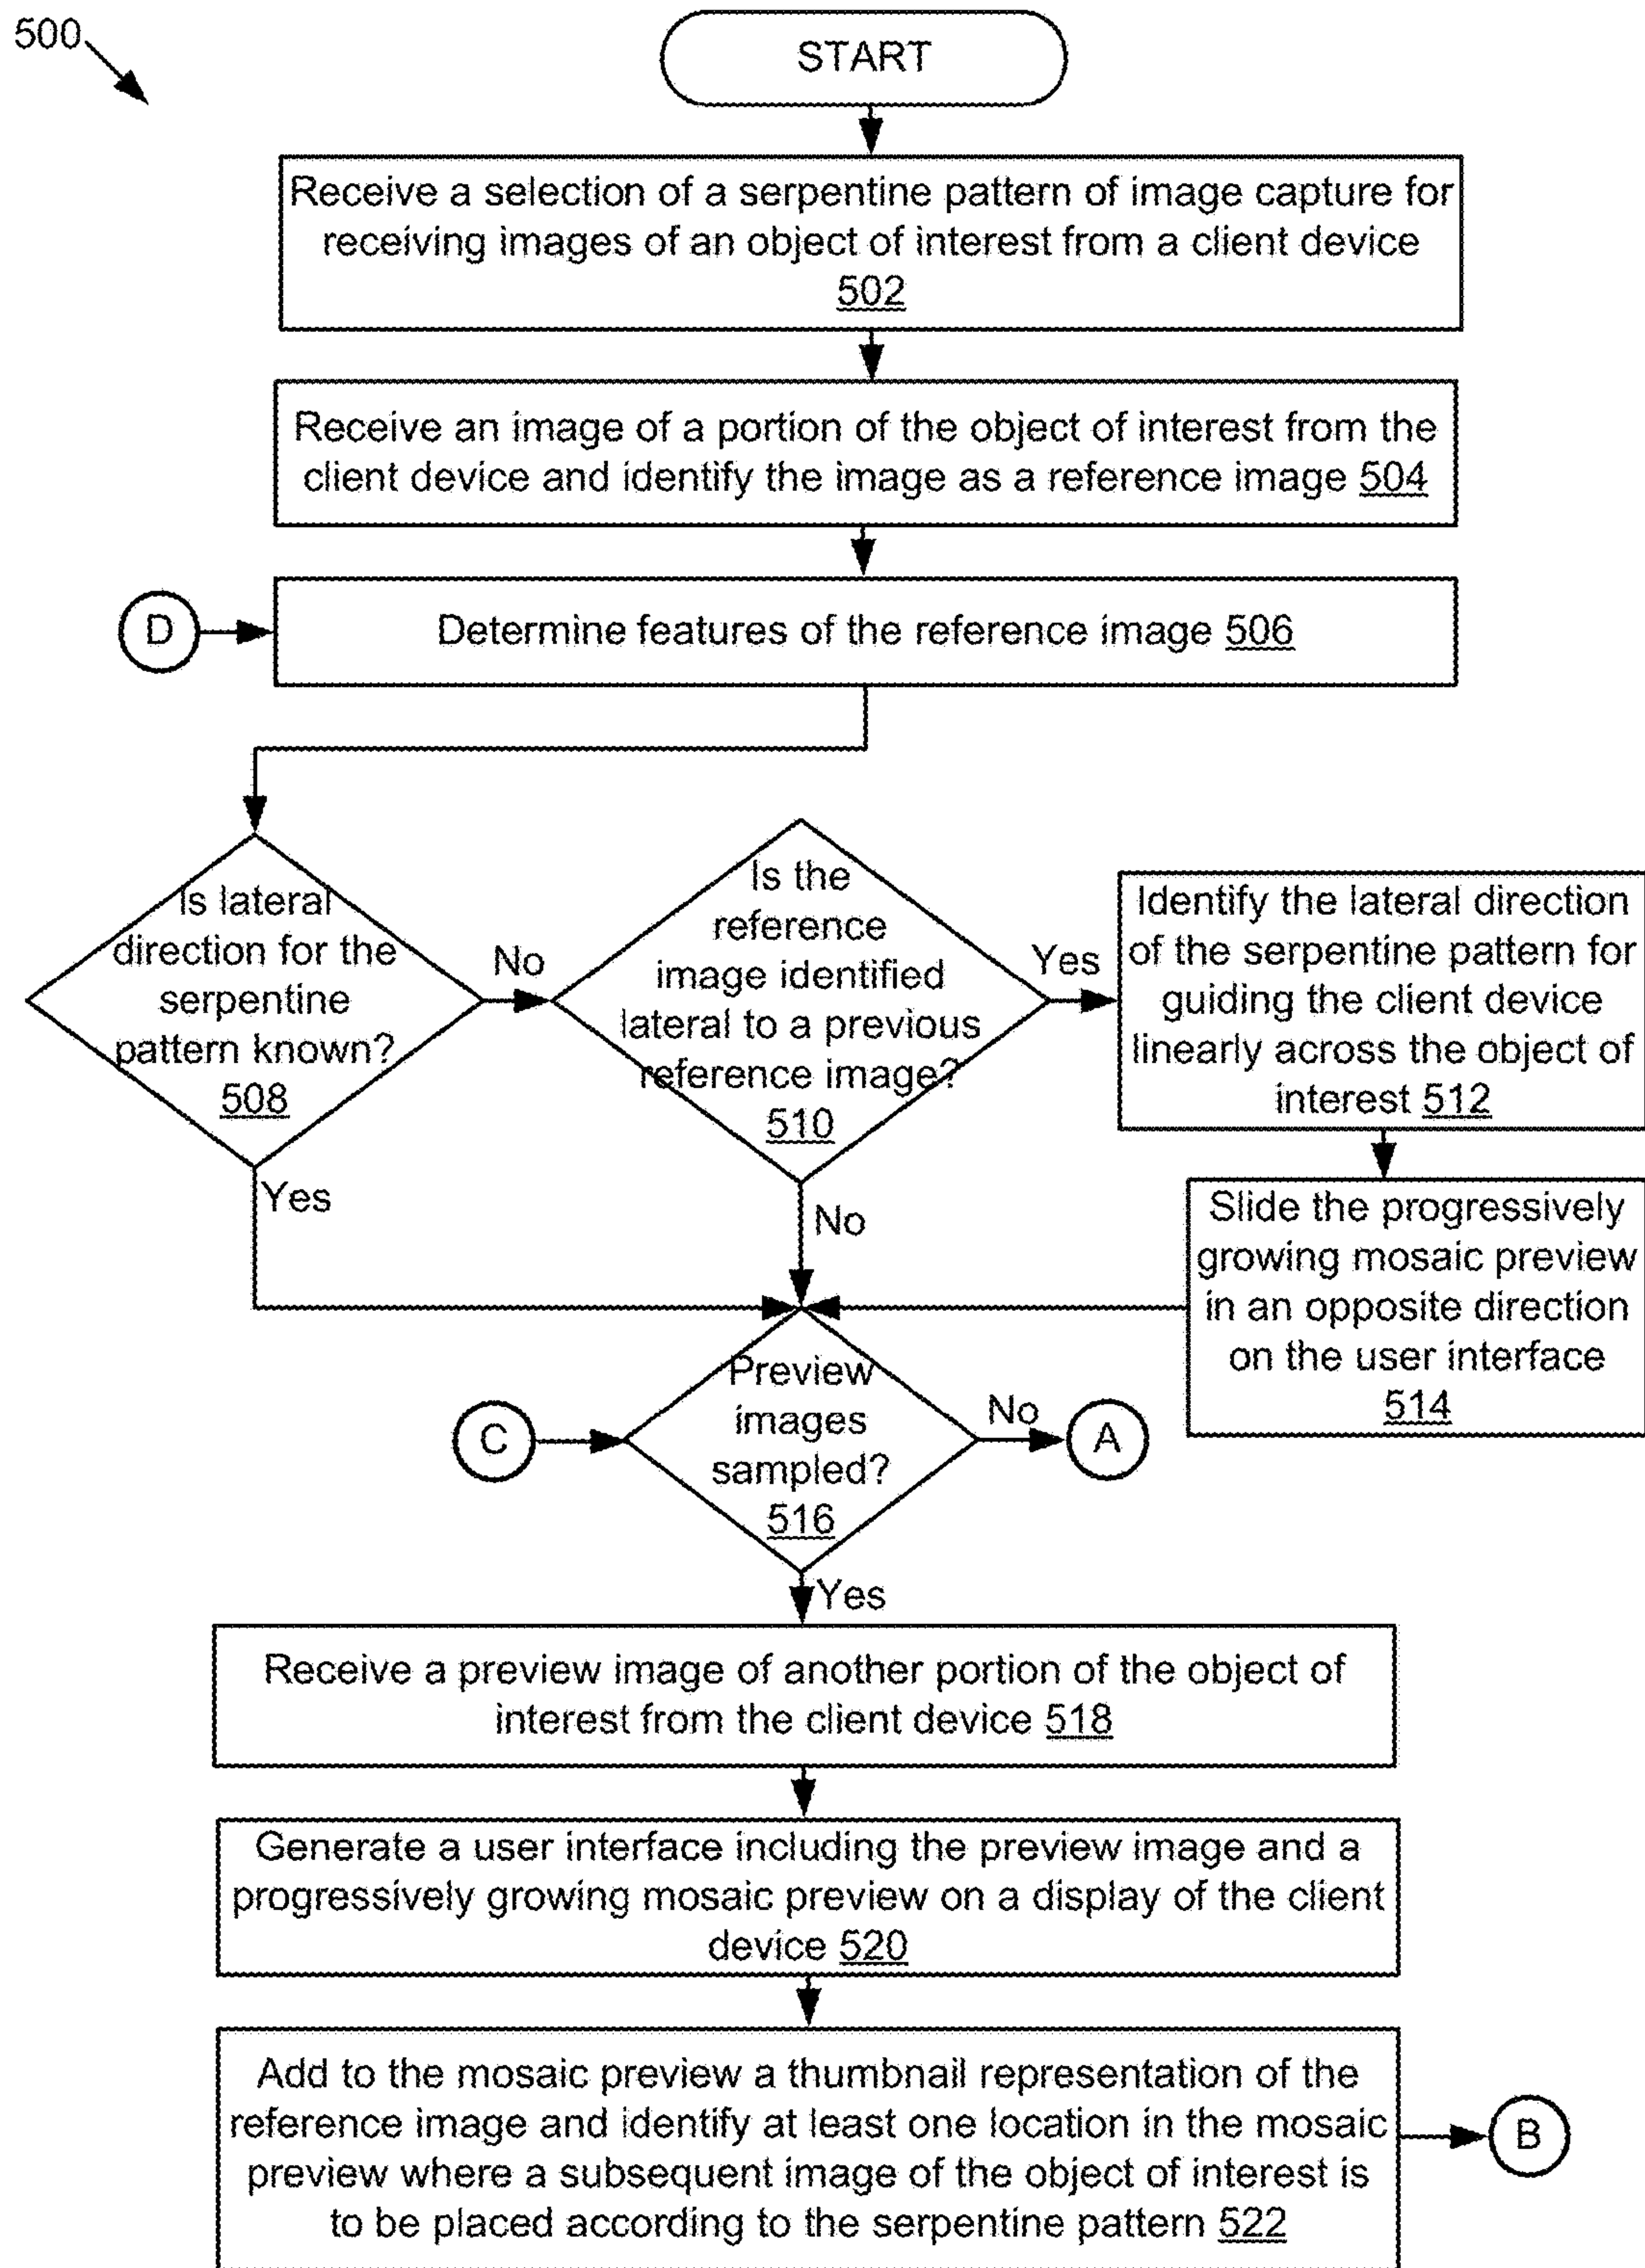 500
START
Receive a selection of a serpentine pattern of image capture for
receiving images of an object of interest from a client device
502
Receive an image of a portion of the object of interest from the
client device and identify the image as a reference image 504
D
Determine features of the reference image 506
Is lateral
direction for the
serpentine
pattern known?
508
No
Yes
Is the
reference
image identified
lateral to a previous
reference image?
510
Yes
No
Identify the lateral direction
of the serpentine pattern for
guiding the client device
linearly across the object of
interest 512
Slide the progressively
growing mosaic preview
in an opposite direction
on the user interface
514
C
Preview
images
sampled?
516
No
A
Yes
Receive a preview image of another portion of the object of
interest from the client device 518
Generate a user interface including the preview image and a
progressively growing mosaic preview on a display of the client
device 520
Add to the mosaic preview a thumbnail representation of the
reference image and identify at least one location in the mosaic
preview where a subsequent image of the object of interest is
to be placed according to the serpentine pattern 522
B